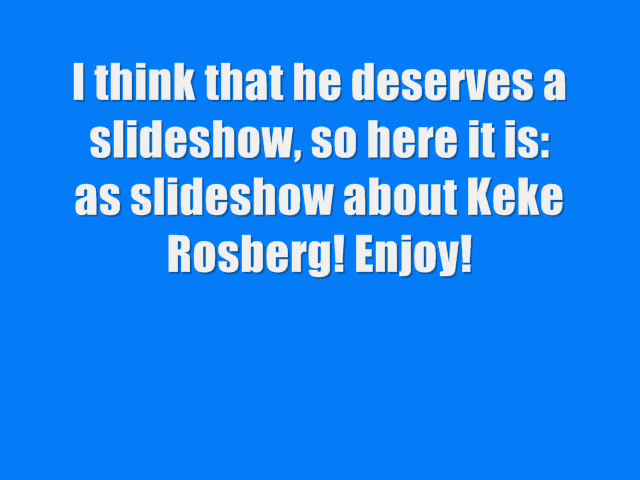 I think that he deserves a
slideshow, so here it is:
as slideshow about Keke
Rosberg! Enjoy!